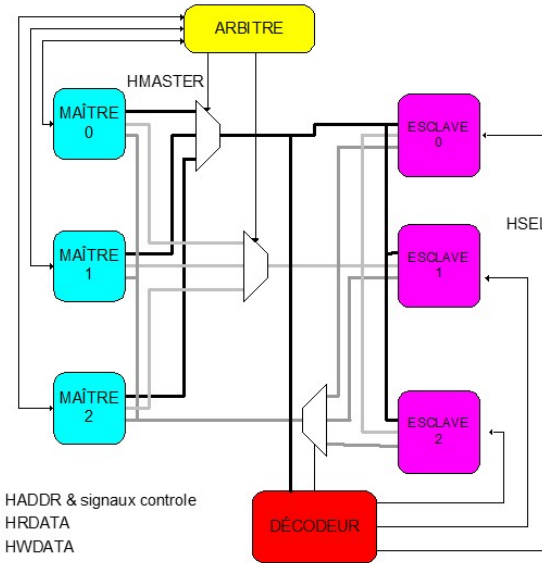 ARBITRE
HMASTER
MAÎTRE
0
ESCLAVE
0
HSEL
MAÎTRE
1
ESCLAVE
1
MAÎTRE
2
ESCLAVE
2
HADDR & signaux controle
HRDATA
HWDATA
DÉCODEUR